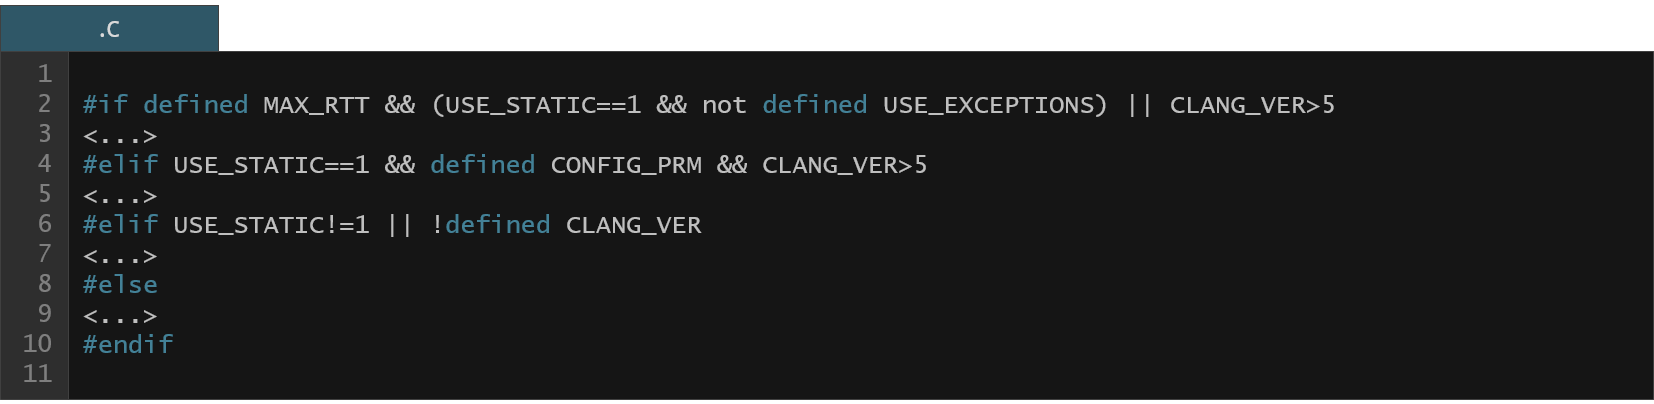 .C
1
2 #if defined MAX_RTT && (USE_STATIC==1 && not defined USE_EXCEPTIONS) || CLANG_VER>5
3 <...>
4 #elif USE_STATIC==1 && defined CONFIG_PRM && CLANG_VER>5
5 <...>
6 #elif USE_STATIC!=1 || !defined CLANG_VER
7 <...>
8 #else
9 <...>
10 #endif
11